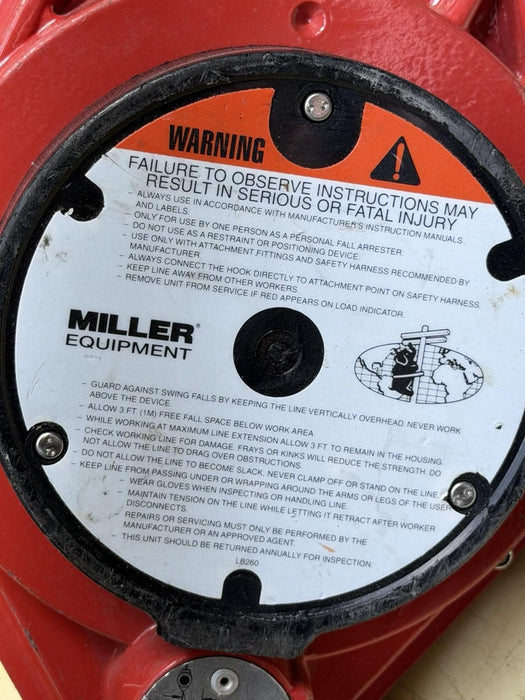 WARNING
FAILURE TO OBSERVE INSTRUCTIONS MAY
RESULT IN SERIOUS OR FATAL INJURY
- ALWAYS USE IN ACCORDANCE WITH MANUFACTURER'S INSTRUCTION MANUALS
AND LABELS.
- ONLY FOR USE BY ONE PERSON AS A PERSONAL FALL ARRESTER.
DO NOT USE AS A RESTRAINT OR POSITIONING DEVICE.
- USE ONLY WITH ATTACHMENT FITTINGS AND SAFETY HARNESS RECOMMENDED BY
MANUFACTURER.
- ALWAYS CONNECT THE HOOK DIRECTLY TO ATTACHMENT POINT ON SAFETY HARNESS.
- KEEP LINE AWAY FROM OTHER WORKERS.
- REMOVE UNIT FROM SERVICE IF RED APPEARS ON LOAD INDICATOR.
MILLER®
EQUIPMENT
- GUARD AGAINST SWING FALLS BY KEEPING THE LINE VERTICALLY OVERHEAD. NEVER WORK
ABOVE THE DEVICE.
- ALLOW 3 FT. (1M) FREE FALL SPACE BELOW WORK AREA.
- WHILE WORKING AT MAXIMUM LINE EXTENSION ALLOW 3 FT TO REMAIN IN THE HOUSING.
- CHECK WORKING LINE FOR DAMAGE. FRAYS OR KINKS WILL REDUCE THE STRENGTH. DO
NOT ALLOW THE LINE TO DRAG OVER OBSTRUCTIONS.
- DO NOT ALLOW THE LINE TO BECOME SLACK. NEVER CLAMP OFF OR STAND ON THE LINE.
- KEEP LINE FROM PASSING UNDER OR WRAPPING AROUND THE ARMS OR LEGS OF THE USER.
- WEAR GLOVES WHEN INSPECTING OR HANDLING LINE.
- MAINTAIN TENSION ON THE LINE WHILE LETTING IT RETRACT AFTER WORKER
DISCONNECTS.
- REPAIRS OR SERVICING MUST ONLY BE PERFORMED BY THE
MANUFACTURER OR AN APPROVED AGENT.
- THIS UNIT SHOULD BE RETURNED ANNUALLY FOR INSPECTION.
LB260